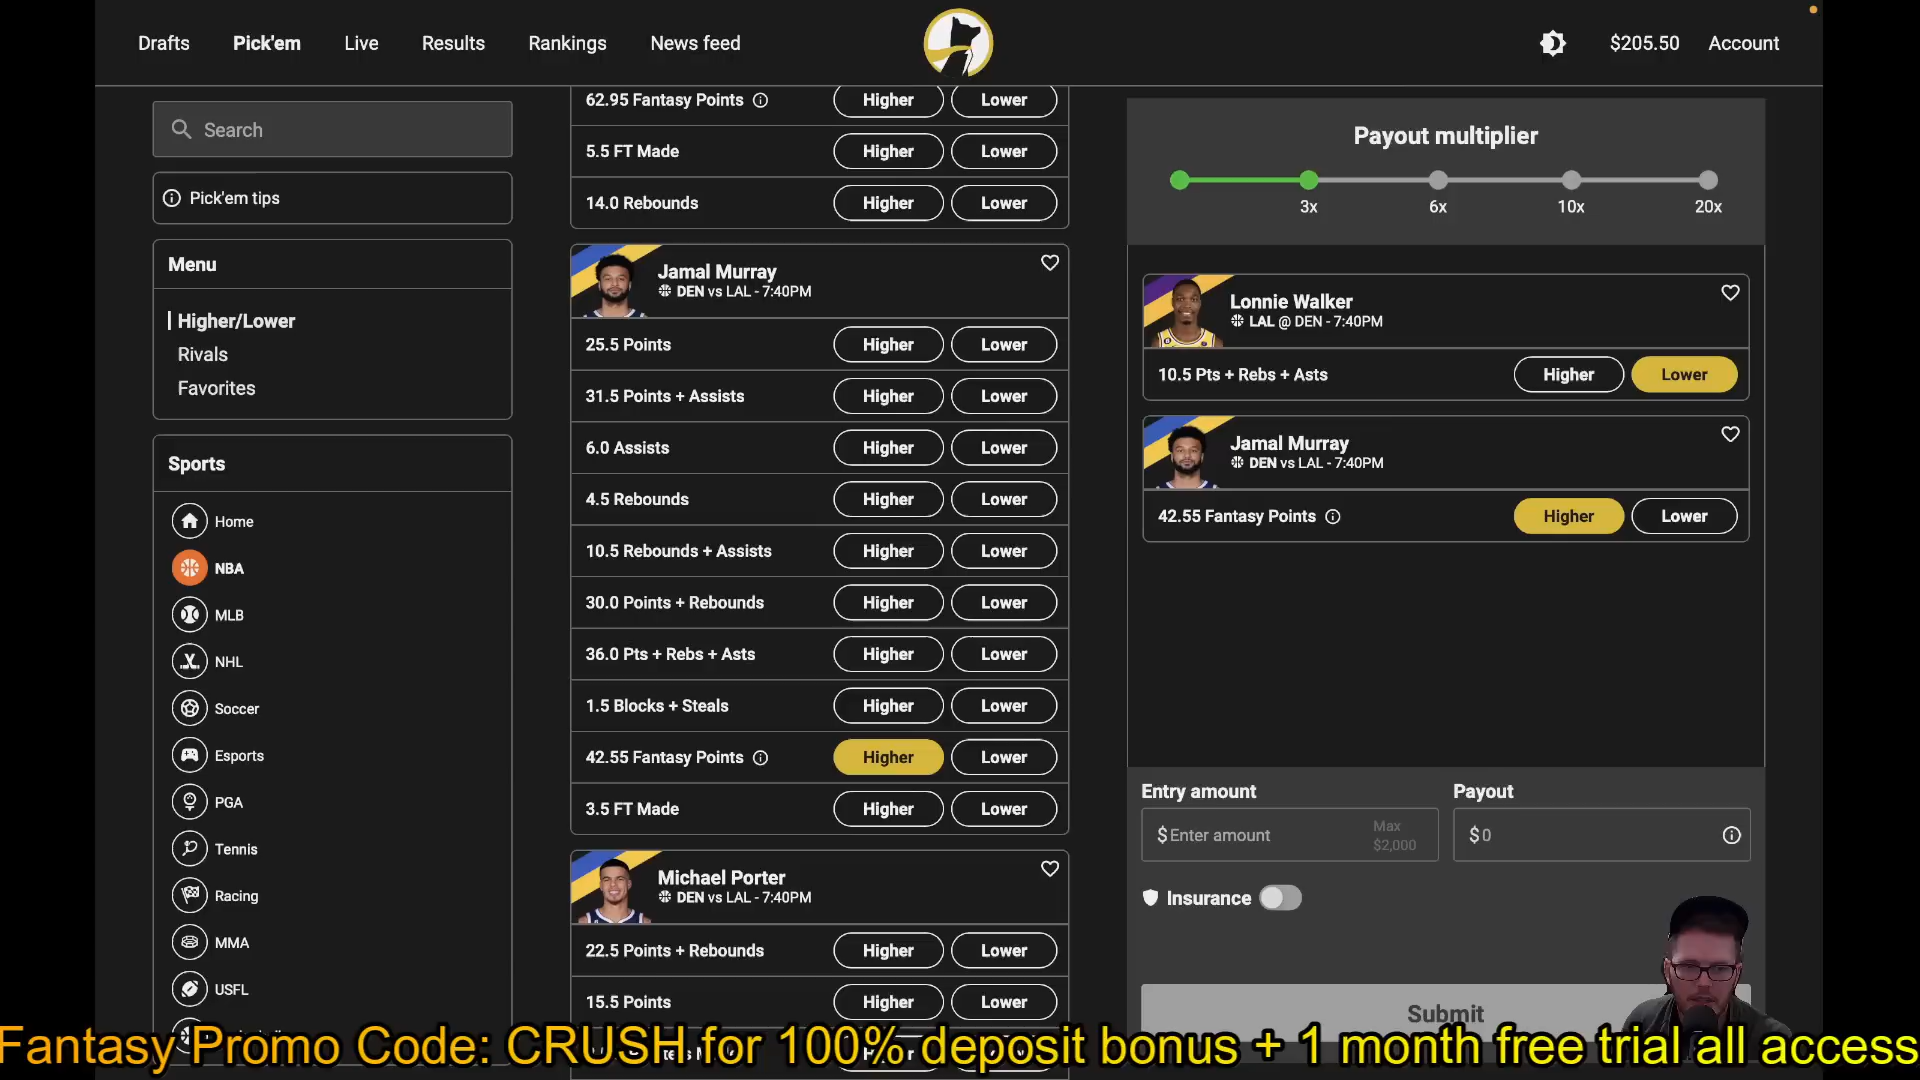 Drafts
Pick'em
Live
Results
Rankings
News feed
$205.50
Account
Search
Pick'em tips
Menu
Higher/Lower
Rivals
Favorites
Sports
Home
NBA
MLB
NHL
Soccer
Esports
PGA
Tennis
Racing
MMA
USFL
62.95 Fantasy Points Higher Lower
5.5 FT Made Higher Lower
14.0 Rebounds Higher Lower
Jamal Murray
DEN vs LAL - 7:40PM
25.5 Points Higher Lower
31.5 Points + Assists Higher Lower
6.0 Assists Higher Lower
4.5 Rebounds Higher Lower
10.5 Rebounds + Assists Higher Lower
30.0 Points + Rebounds Higher Lower
36.0 Pts + Rebs + Asts Higher Lower
1.5 Blocks + Steals Higher Lower
42.55 Fantasy Points Higher Lower
3.5 FT Made Higher Lower
Michael Porter
DEN vs LAL - 7:40PM
22.5 Points + Rebounds Higher Lower
15.5 Points Higher Lower
Payout multiplier
3x 6x 10x 20x
Lonnie Walker
LAL @ DEN - 7:40PM
10.5 Pts + Rebs + Asts Higher Lower
Jamal Murray
DEN vs LAL - 7:40PM
42.55 Fantasy Points Higher Lower
Entry amount
$ Enter amount
Max
$2,000
Payout
$0
Insurance
Submit
Fantasy Promo Code: CRUSH for 100% deposit bonus + 1 month free trial all access